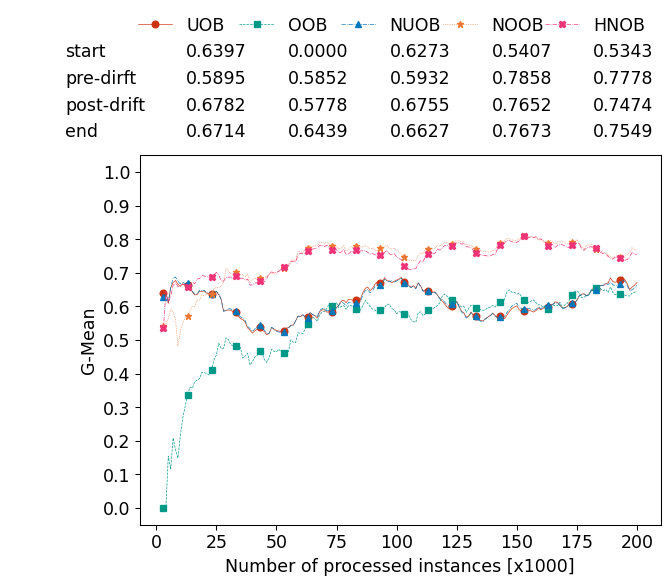 UOB OOB NUOB NOOB HNOB
start 0.6397 0.0000 0.6273 0.5407 0.5343
pre-dirft 0.5895 0.5852 0.5932 0.7858 0.7778
post-drift 0.6782 0.5778 0.6755 0.7652 0.7474
end 0.6714 0.6439 0.6627 0.7673 0.7549
1.0
0.9
0.8
0.7
0.6
0.5
0.4
0.3
0.2
0.1
0.0
G-Mean
0 25 50 75 100 125 150 175 200
Number of processed instances [x1000]